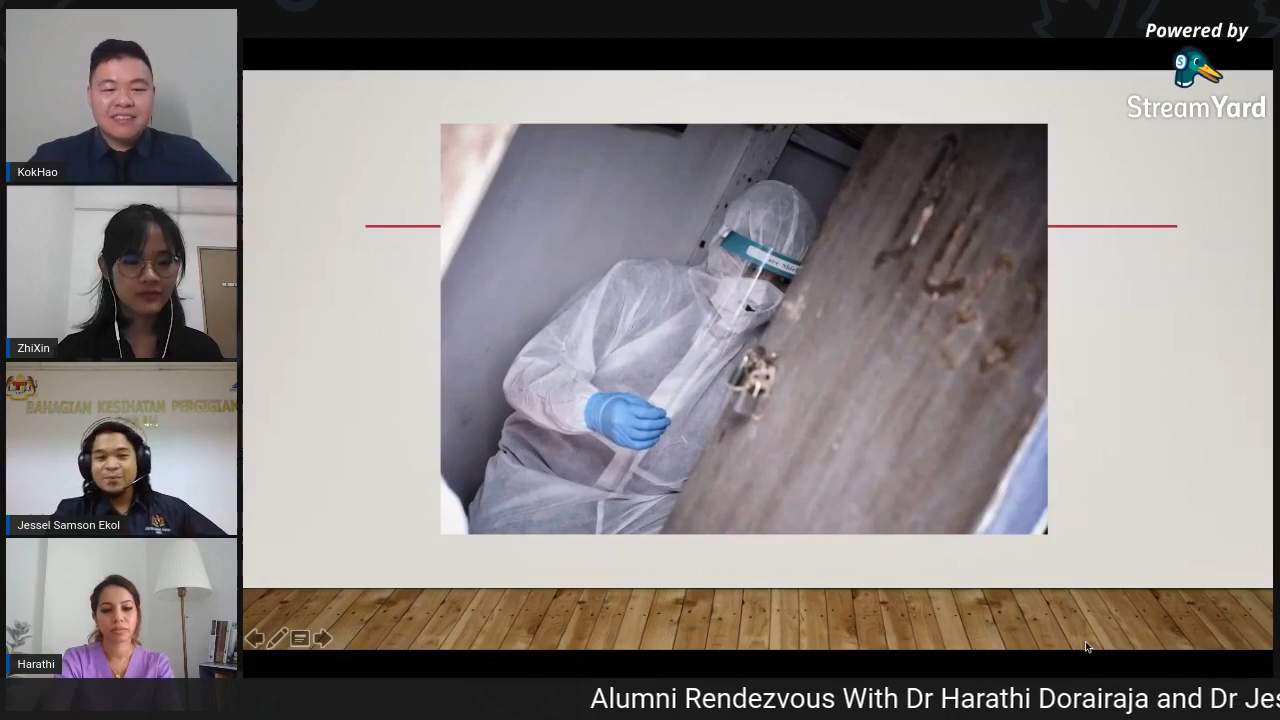 Powered by
StreamYard
KokHao
ZhiXin
BAHAGIAN KESIHATAN PERGIGIAN
Jessel Samson Ekol
Harathi
Alumni Rendezvous With Dr Harathi Dorairaja and Dr Jes